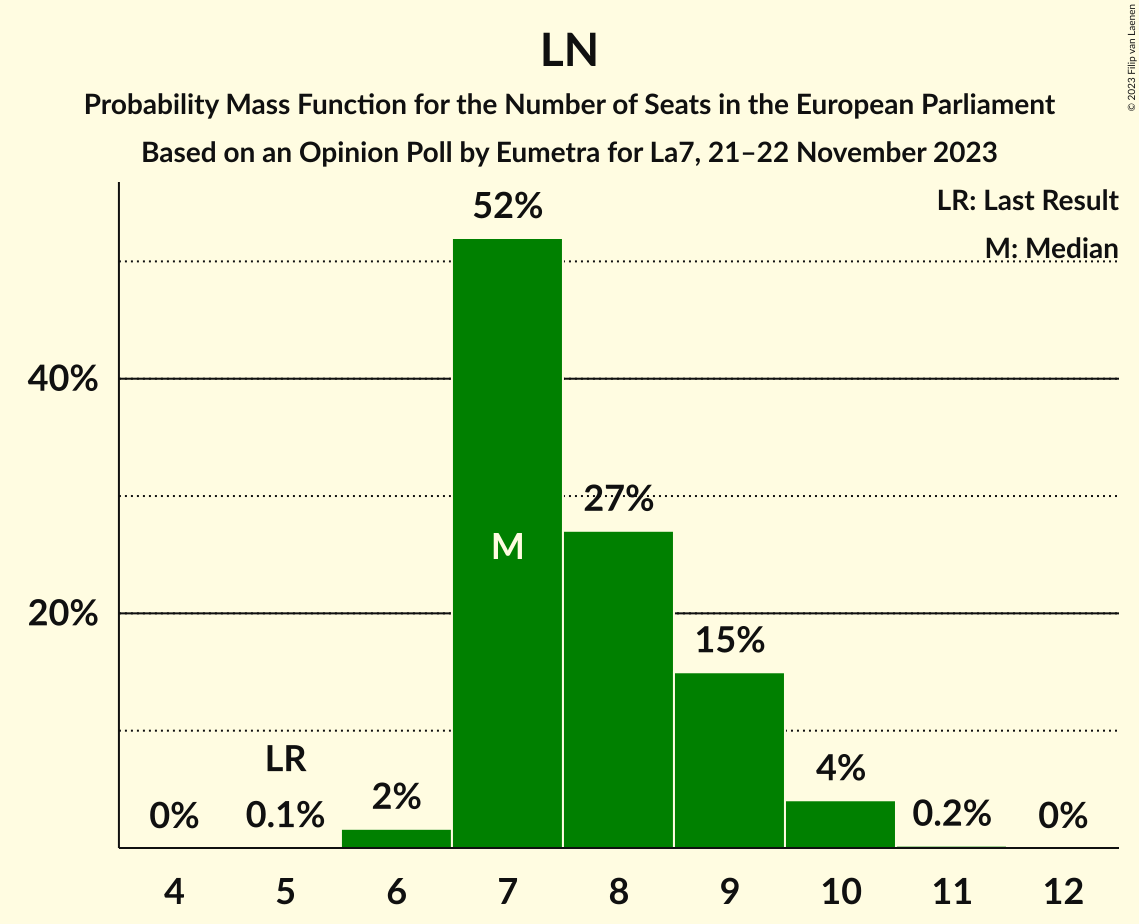 LN
Probability Mass Function for the Number of Seats in the European Parliament
Based on an Opinion Poll by Eumetra for La7, 21–22 November 2023
© 2023 Filip van Laenen
LR: Last Result
M: Median
52%
40%
27%
M
20%
15%
LR
4%
2%
0%
0.1%
0.2%
0%
4 5 6 7 8 9 10 11 12